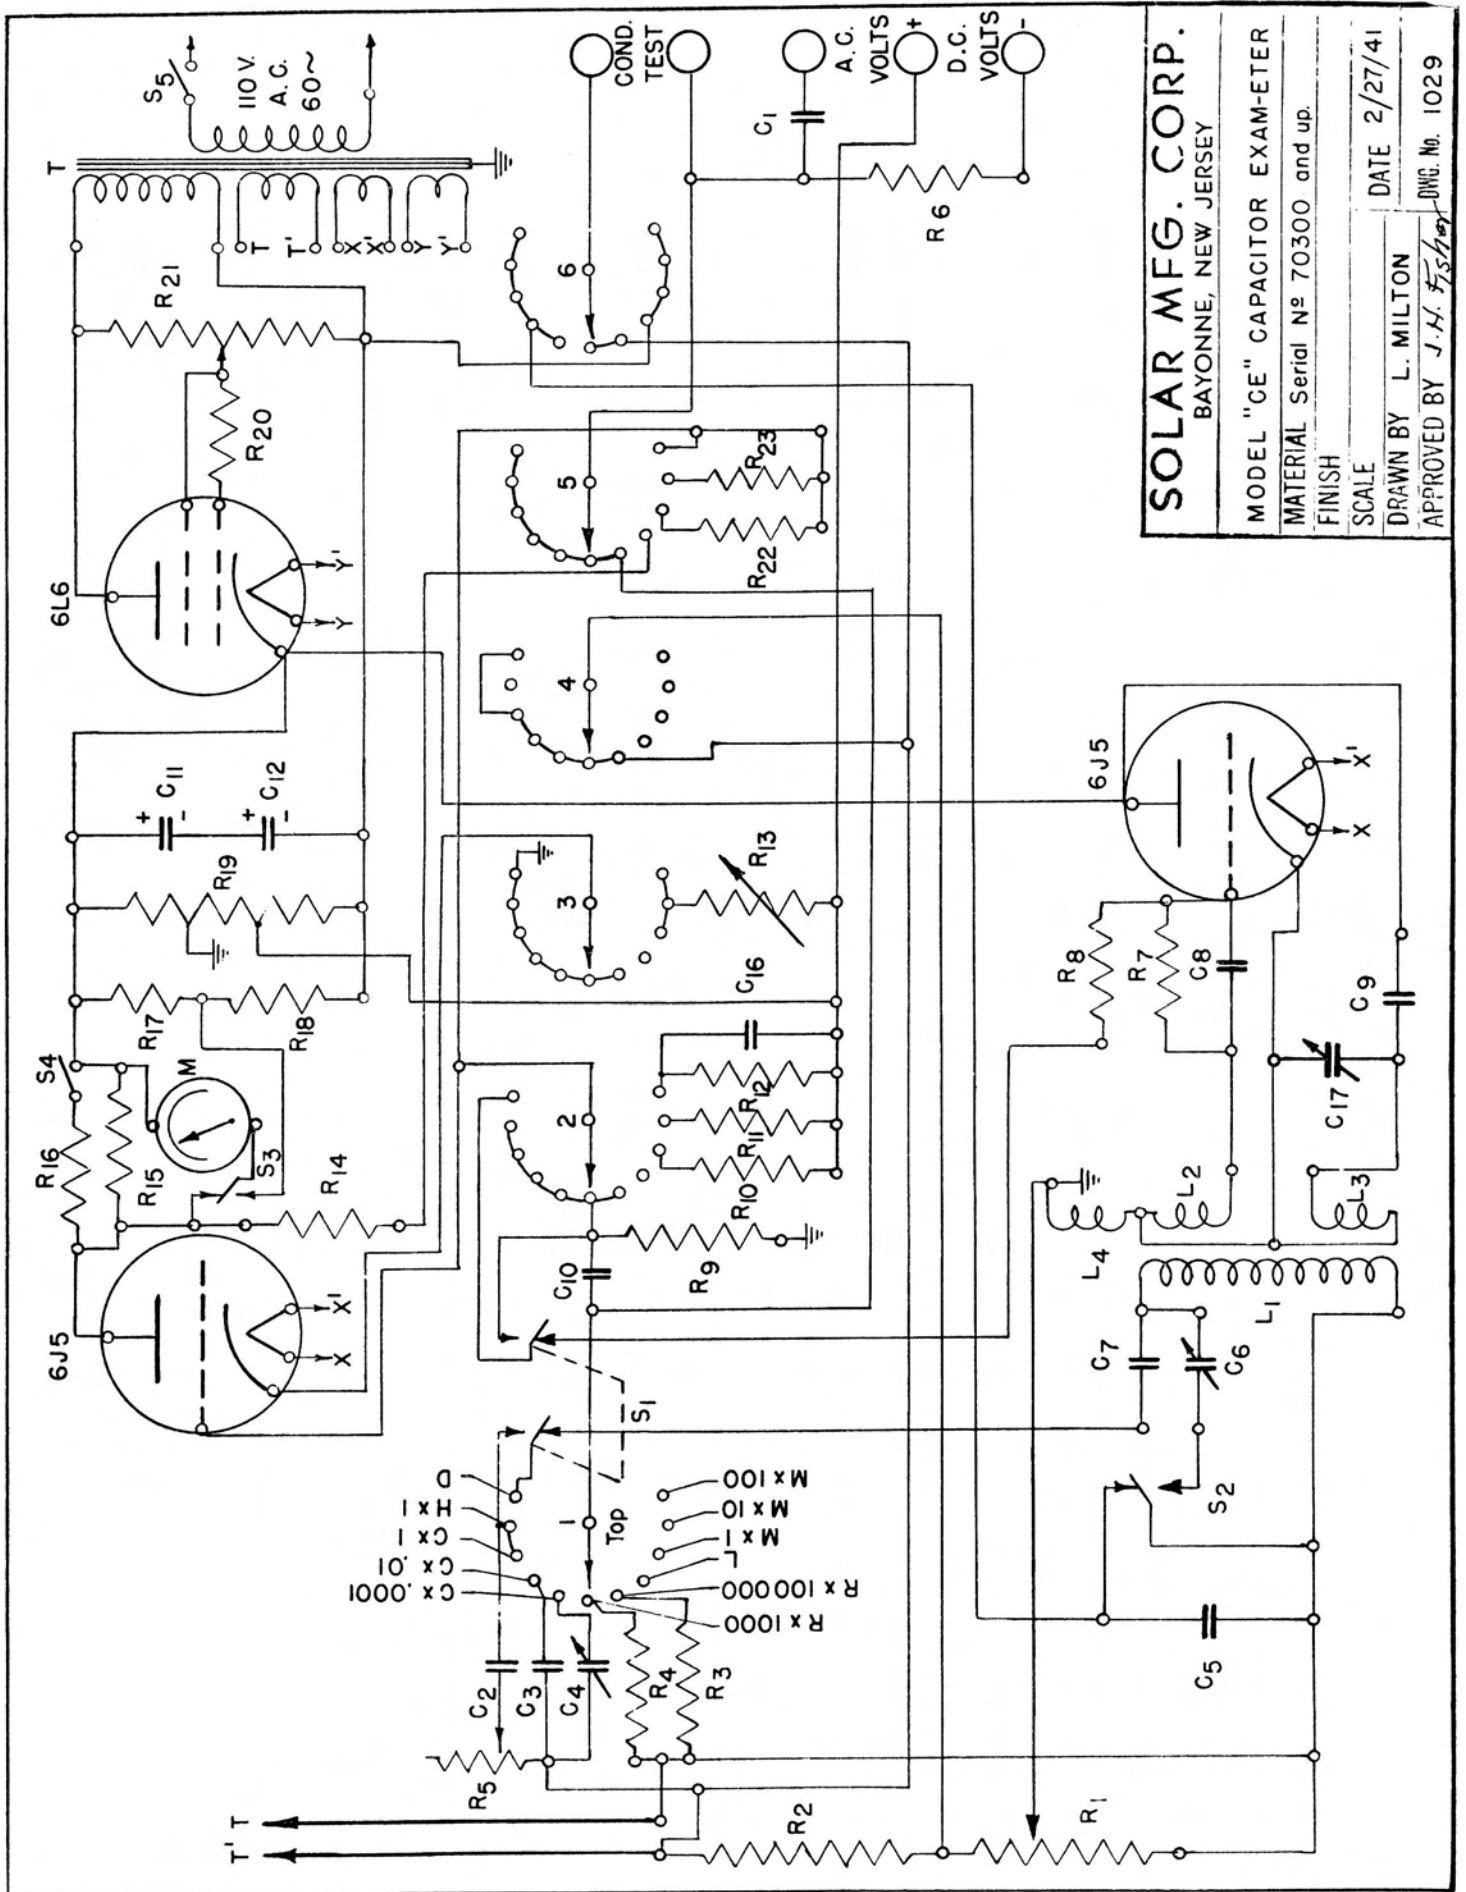 SOLAR MFG. CORP.
BAYONNE, NEW JERSEY
MODEL "CE" CAPACITOR EXAM-ETER
MATERIAL Serial Nº 70300 and up.
FINISH
SCALE
DATE 2/27/41
DRAWN BY L. MILTON
APPROVED BY J.H. Fisher
DWG. No. 1029
S5
110 V.
A.C.
60~
T
T
T'
X
X'
Y
Y'
COND.
TEST
A.C.
VOLTS
+
D.C.
VOLTS
-
C1
R6
R21
R20
6L6
Y
Y'
6
5
4
3
2
1
Top
R23
R22
+
C11
-
+
C12
-
R19
R17
R18
S4
M
R16
R15
S3
R14
R13
C16
R12
R11
R10
R9
C10
6J5
X
X'
6J5
X
X'
R8
R7
C8
C9
C17
L2
L3
L4
L1
C7
C6
S2
C5
S1
D
H x 1
C x 1
C x .01
C x .0001
R x 1000
R x 100000
L
M x 1
M x 10
M x 100
C2
C3
C4
R4
R3
R5
T
T'
R2
R1